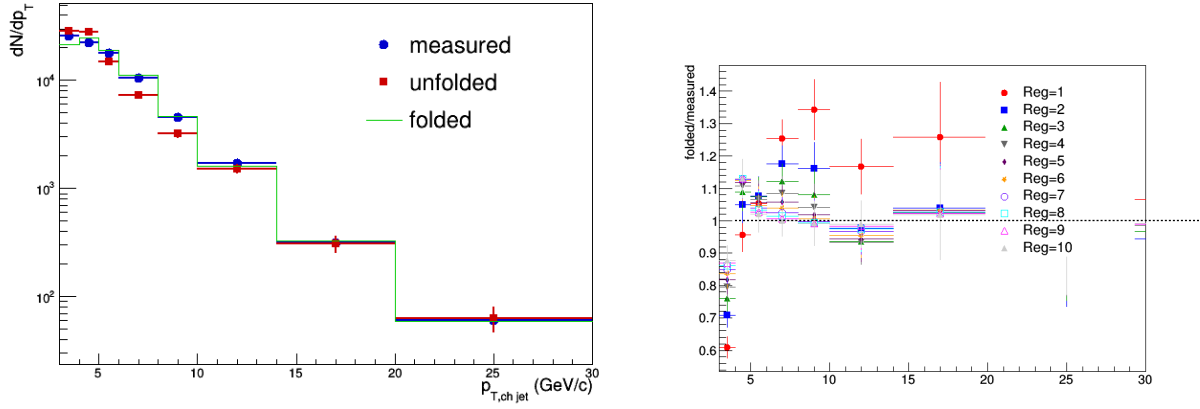 dN/dp_T
10^4
10^3
10^2
measured
unfolded
folded
5 10 15 20 25 30
p_T,ch jet (GeV/c)
folded/measured
1.4
1.3
1.2
1.1
1
0.9
0.8
0.7
0.6
Reg=1
Reg=2
Reg=3
Reg=4
Reg=5
Reg=6
Reg=7
Reg=8
Reg=9
Reg=10
5 10 15 20 25 30